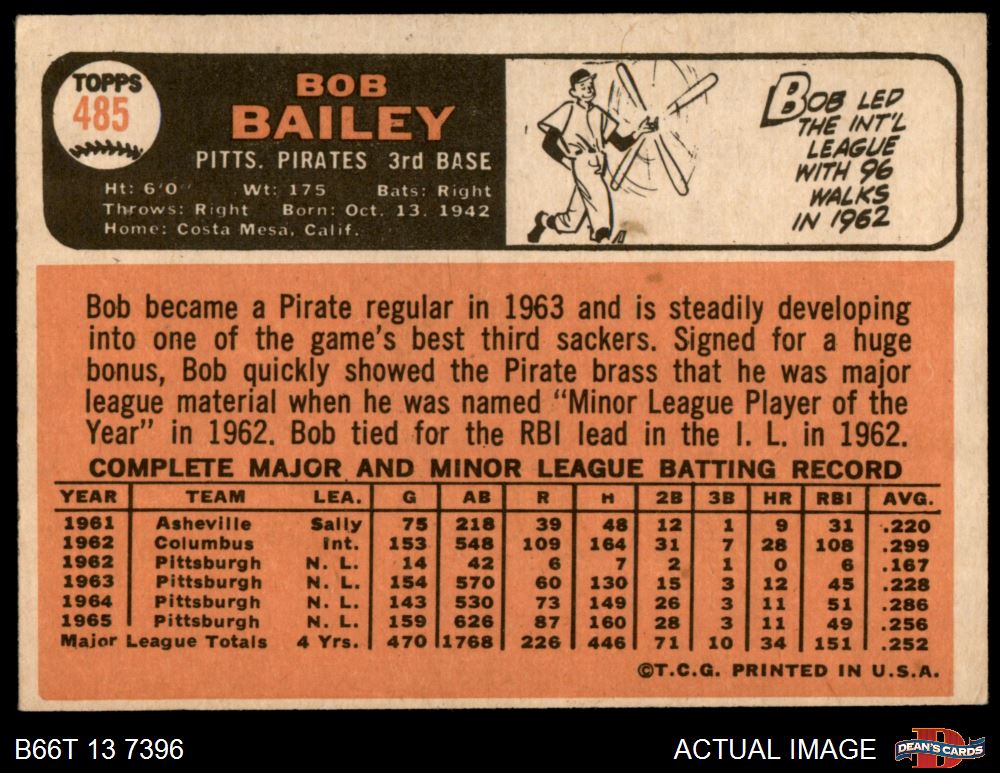 TOPPS
485
BOB
BAILEY
PITTS. PIRATES 3rd BASE
Ht: 6'0" Wt: 175 Bats: Right
Throws: Right Born: Oct. 13, 1942
Home: Costa Mesa, Calif.
BOB LED
THE INT'L
LEAGUE
WITH 96
WALKS
IN 1962
Bob became a Pirate regular in 1963 and is steadily developing
into one of the game's best third sackers. Signed for a huge
bonus, Bob quickly showed the Pirate brass that he was major
league material when he was named "Minor League Player of the
Year" in 1962. Bob tied for the RBI lead in the I. L. in 1962.
COMPLETE MAJOR AND MINOR LEAGUE BATTING RECORD
YEAR TEAM LEA. G AB R H 2B 3B HR RBI AVG.
1961 Asheville Sally 75 218 39 48 12 1 9 31 .220
1962 Columbus Int. 153 548 109 164 31 7 28 108 .299
1962 Pittsburgh N. L. 14 42 6 7 2 1 0 6 .167
1963 Pittsburgh N. L. 154 570 60 130 15 3 12 45 .228
1964 Pittsburgh N. L. 143 530 73 149 26 3 11 51 .286
1965 Pittsburgh N. L. 159 626 87 160 28 3 11 49 .256
Major League Totals 4 Yrs. 470 1768 226 446 71 10 34 151 .252
©T.C.G. PRINTED IN U.S.A.
B66T 13 7396
ACTUAL IMAGE
D
DEAN'S CARDS